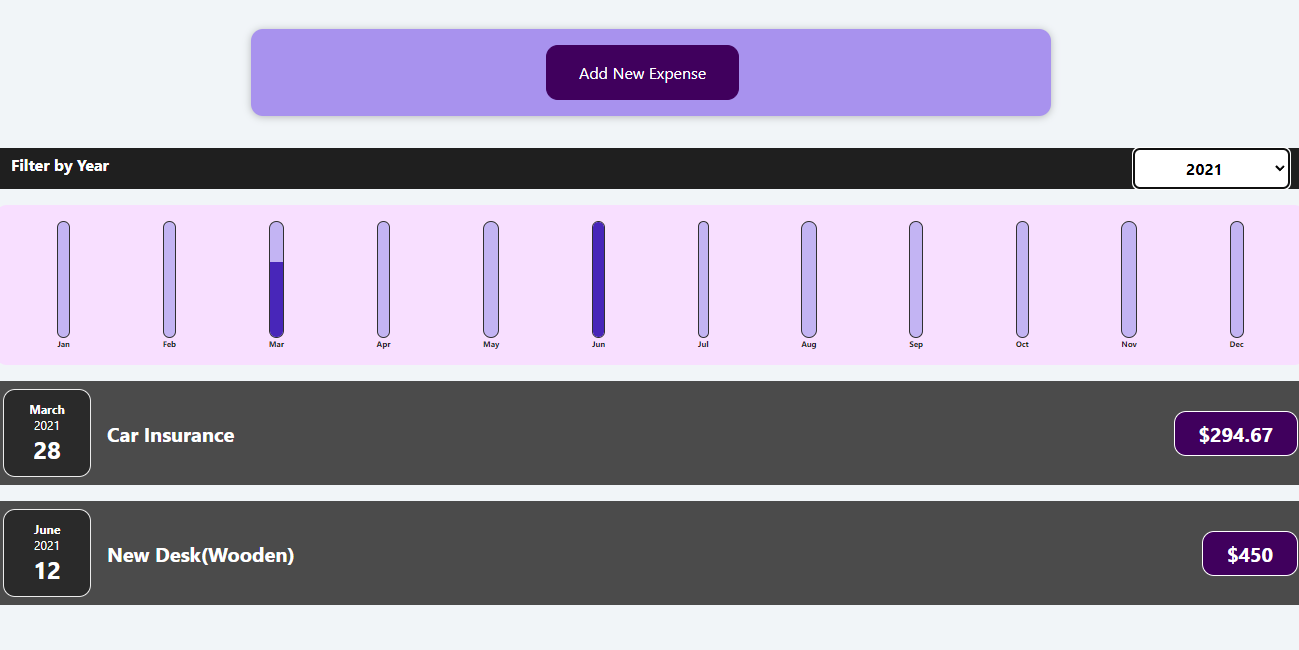 Add New Expense
Filter by Year
2021
Jan Feb Mar Apr May Jun Jul Aug Sep Oct Nov Dec
March
2021
28
Car Insurance
$294.67
June
2021
12
New Desk(Wooden)
$450